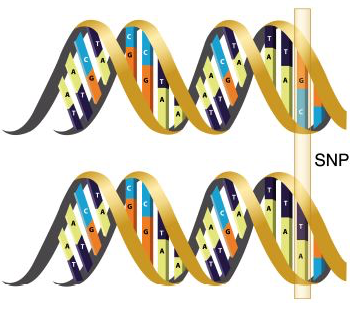 T C C T T
C A T
A G G G C A T G
A T T A A T A C
T A T A
SNP
T C C T T
C A T
A G G G C A T T
A T T A A T A A
T A T A